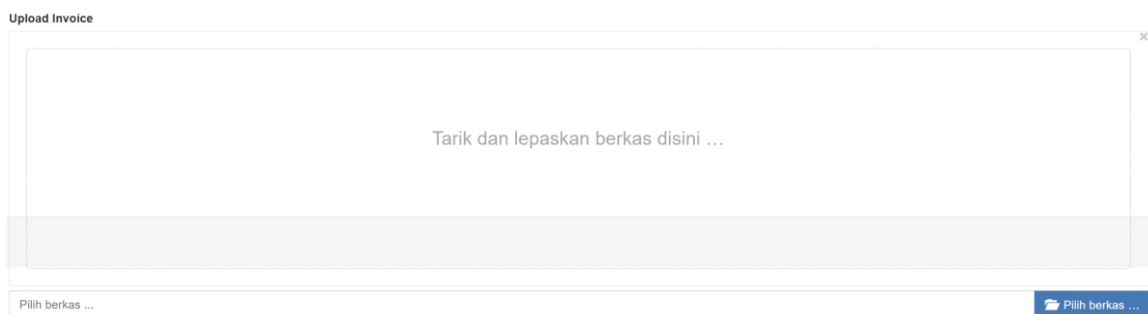 Upload Invoice
×
Tarik dan lepaskan berkas disini ...
Pilih berkas ...
Pilih berkas ...